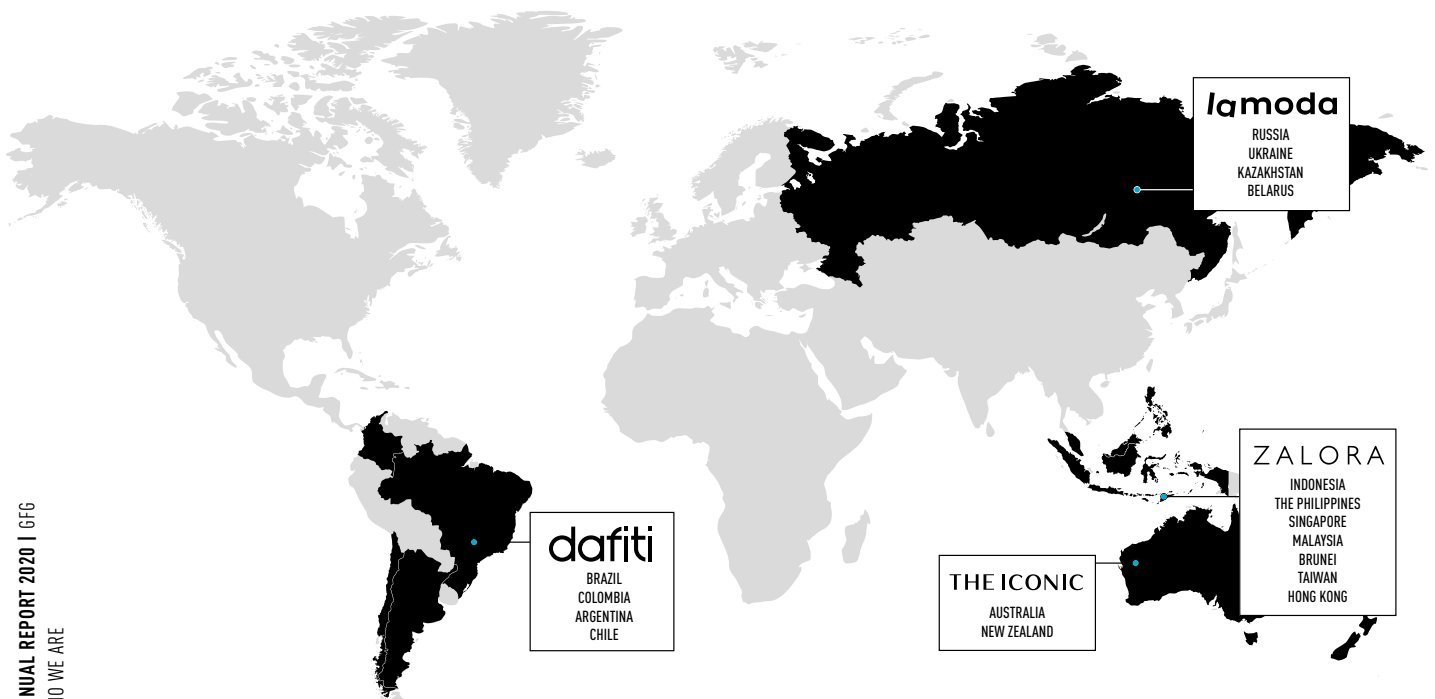 lamoda
RUSSIA
UKRAINE
KAZAKHSTAN
BELARUS
ZALORA
INDONESIA
THE PHILIPPINES
SINGAPORE
MALAYSIA
BRUNEI
TAIWAN
HONG KONG
dafiti
BRAZIL
COLOMBIA
ARGENTINA
CHILE
THE ICONIC
AUSTRALIA
NEW ZEALAND
NUAL REPORT 2020 | GFG
WE ARE